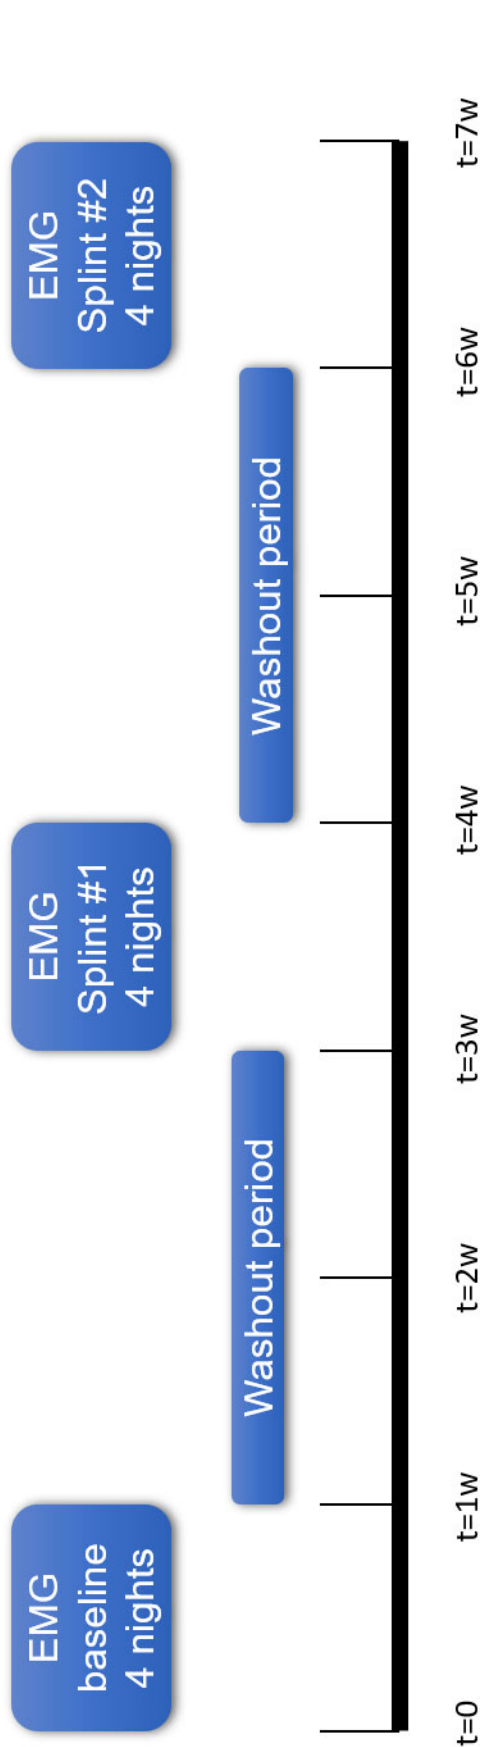 EMG
baseline
4 nights
EMG
Splint #1
4 nights
EMG
Splint #2
4 nights
Washout period
Washout period
t=0
t=1w
t=2w
t=3w
t=4w
t=5w
t=6w
t=7w